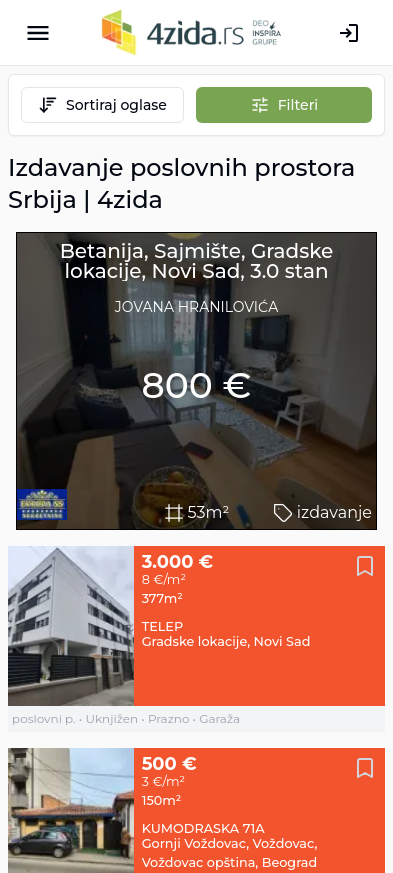 4zida.rs
DEO
INSPIRA
GRUPE
Sortiraj oglase
Filteri
Izdavanje poslovnih prostora
Srbija | 4zida
Betanija, Sajmište, Gradske
lokacije, Novi Sad, 3.0 stan
JOVANA HRANILOVIĆA
800 €
53m²
izdavanje
3.000 €
8 €/m²
377m²
TELEP
Gradske lokacije, Novi Sad
poslovni p. • Uknjižen • Prazno • Garaža
500 €
3 €/m²
150m²
KUMODRASKA 71A
Gornji Voždovac, Voždovac,
Voždovac opština, Beograd